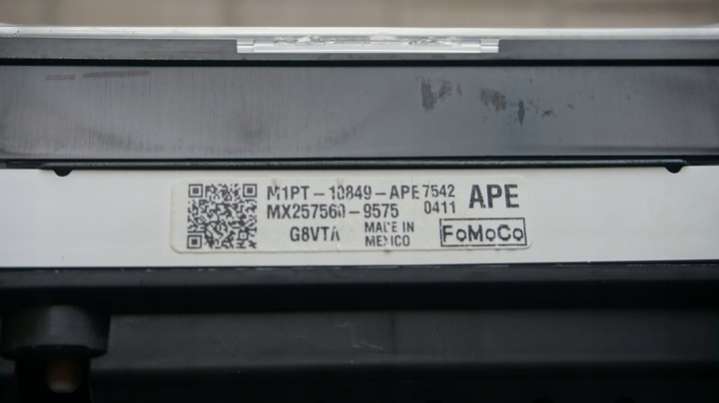 M1PT-10849-APE 7542 APE
MX257560-9575 0411
G8VTA MADE IN MEXICO FoMoCo